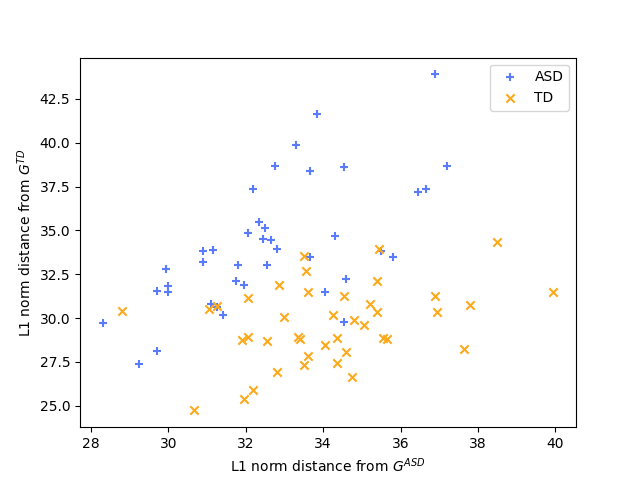 ASD
TD
42.5
40.0
37.5
35.0
32.5
30.0
27.5
25.0
L1 norm distance from G^{TD}
28 30 32 34 36 38 40
L1 norm distance from G^{ASD}